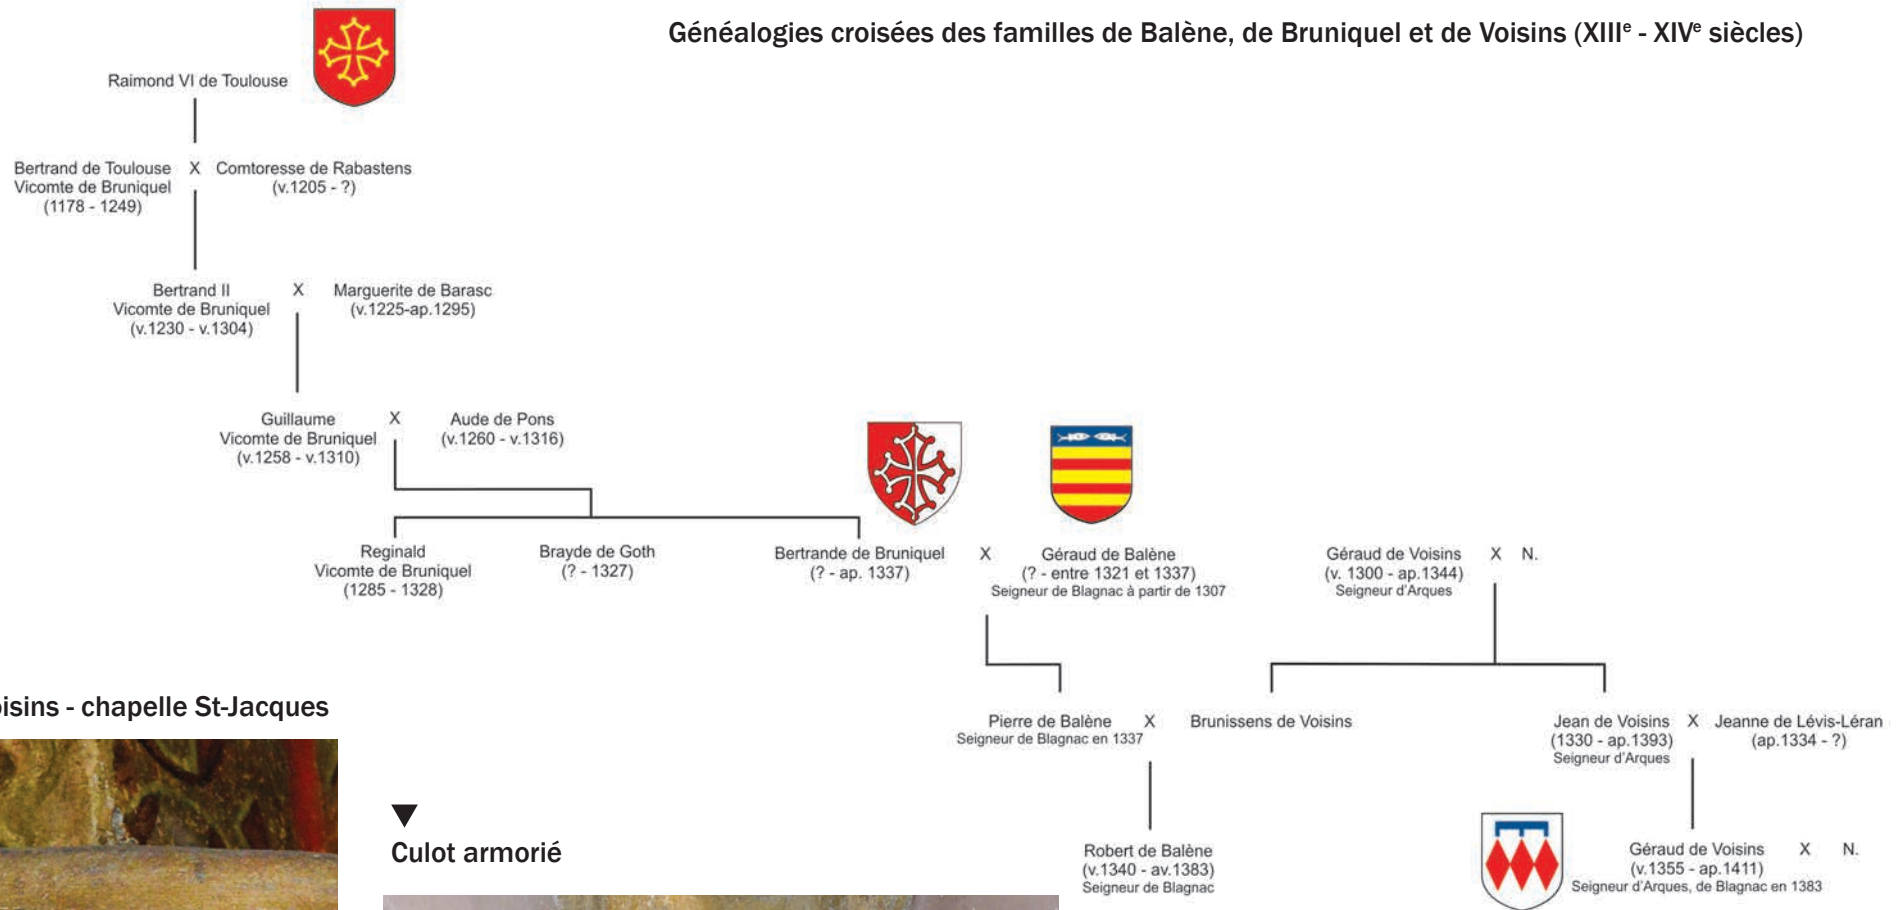 Généalogies croisées des familles de Balène, de Bruniquel et de Voisins (XIIIe - XIVe siècles)
Raimond VI de Toulouse
Bertrand de Toulouse X Comtoresse de Rabastens
Vicomte de Bruniquel (v.1205 - ?)
(1178 - 1249)
Bertrand II X Marguerite de Barasc
Vicomte de Bruniquel (v.1225-ap.1295)
(v.1230 - v.1304)
Guillaume X Aude de Pons
Vicomte de Bruniquel (v.1260 - v.1316)
(v.1258 - v.1310)
Reginald
Vicomte de Bruniquel
(1285 - 1328)
Brayde de Goth
(? - 1327)
Bertrande de Bruniquel X Géraud de Balène
(? - ap. 1337) (? - entre 1321 et 1337)
Seigneur de Blagnac à partir de 1307
Géraud de Voisins X N.
(v. 1300 - ap.1344)
Seigneur d'Arques
Pierre de Balène X Brunissens de Voisins
Seigneur de Blagnac en 1337
Jean de Voisins X Jeanne de Lévis-Léran
(1330 - ap.1393) (ap.1334 - ?)
Seigneur d'Arques
Robert de Balène
(v.1340 - av.1383)
Seigneur de Blagnac
Géraud de Voisins X N.
(v.1355 - ap.1411)
Seigneur d'Arques, de Blagnac en 1383
oisins - chapelle St-Jacques
Culot armorié